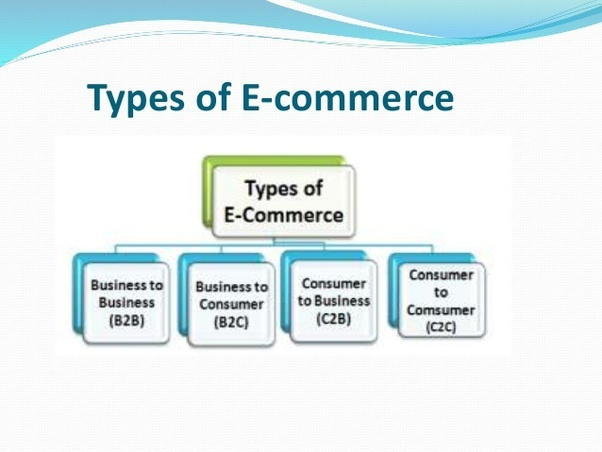 Types of E-commerce
Types of
E-Commerce
Business to
Business
(B2B)
Business to
Consumer
(B2C)
Consumer
to Business
(C2B)
Consumer
to
Comsumer
(C2C)